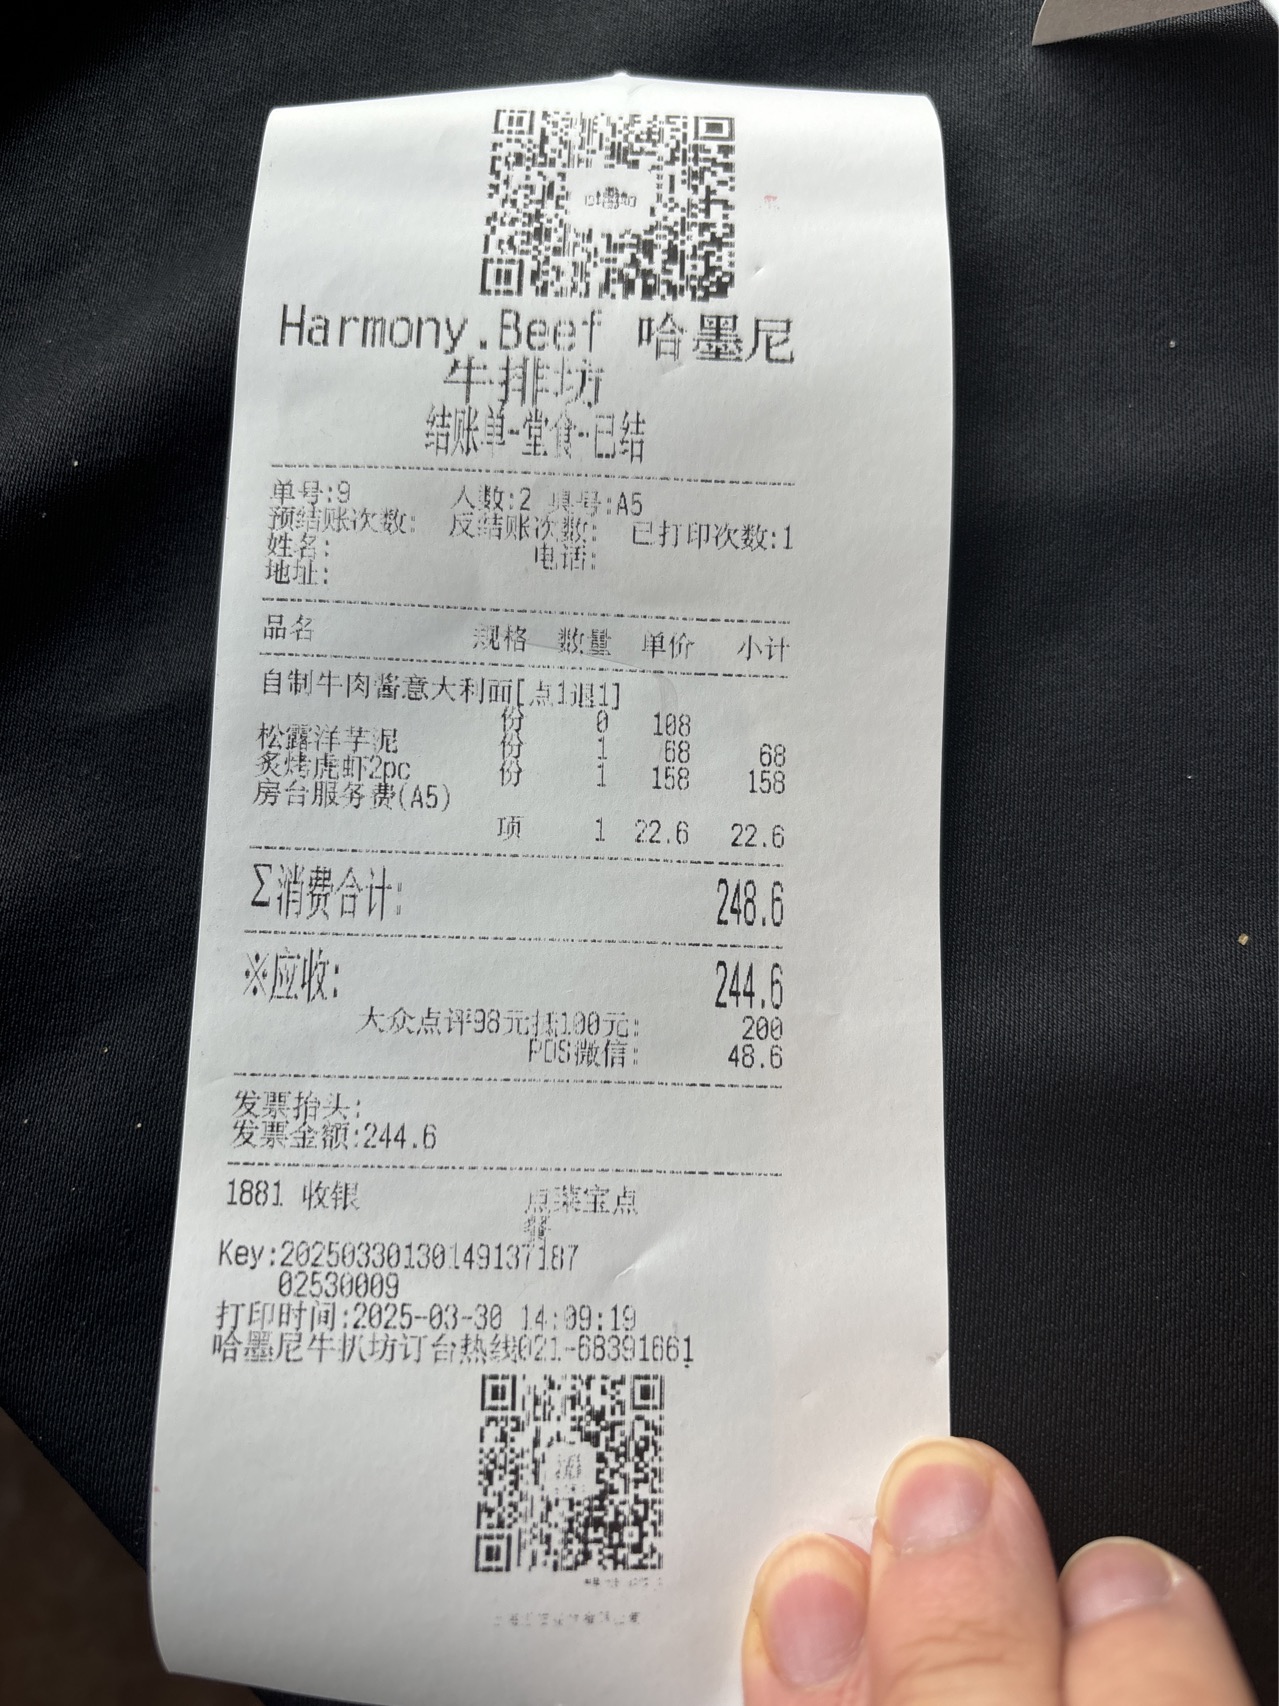 Harmony.Beef 哈墨尼
牛排坊
结账单-堂食-已结
单号:9 人数:2 桌号:A5
预结账次数: 反结账次数: 已打印次数:1
姓名: 电话:
地址:
品名 规格 数量 单价 小计
自制牛肉酱意大利面[点1退1]
份 0 108
松露洋芋泥 份 1 68 68
炙烤虎虾2pc 份 1 158 158
房台服务费(A5)
项 1 22.6 22.6
Σ消费合计: 248.6
※应收: 244.6
大众点评98元抵100元: 200
POS微信: 48.6
发票抬头:
发票金额:244.6
1881 收银 点菜宝点
Key:20250330130149137187
02530009
打印时间:2025-03-30 14:09:19
哈墨尼牛扒坊订台热线021-68391661